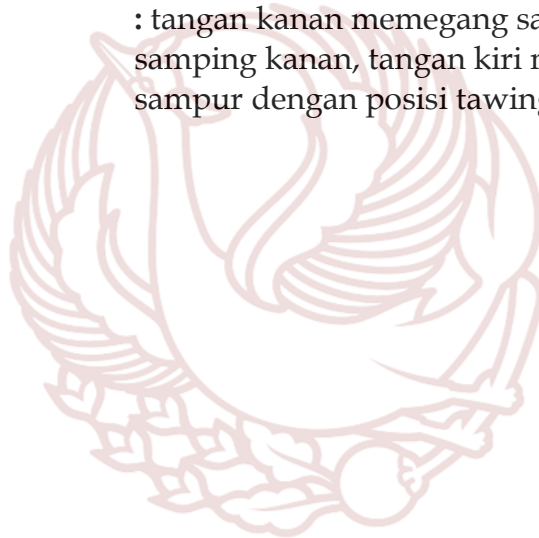 : tangan kanan memegang sa
samping kanan, tangan kiri
sampur dengan posisi tawing